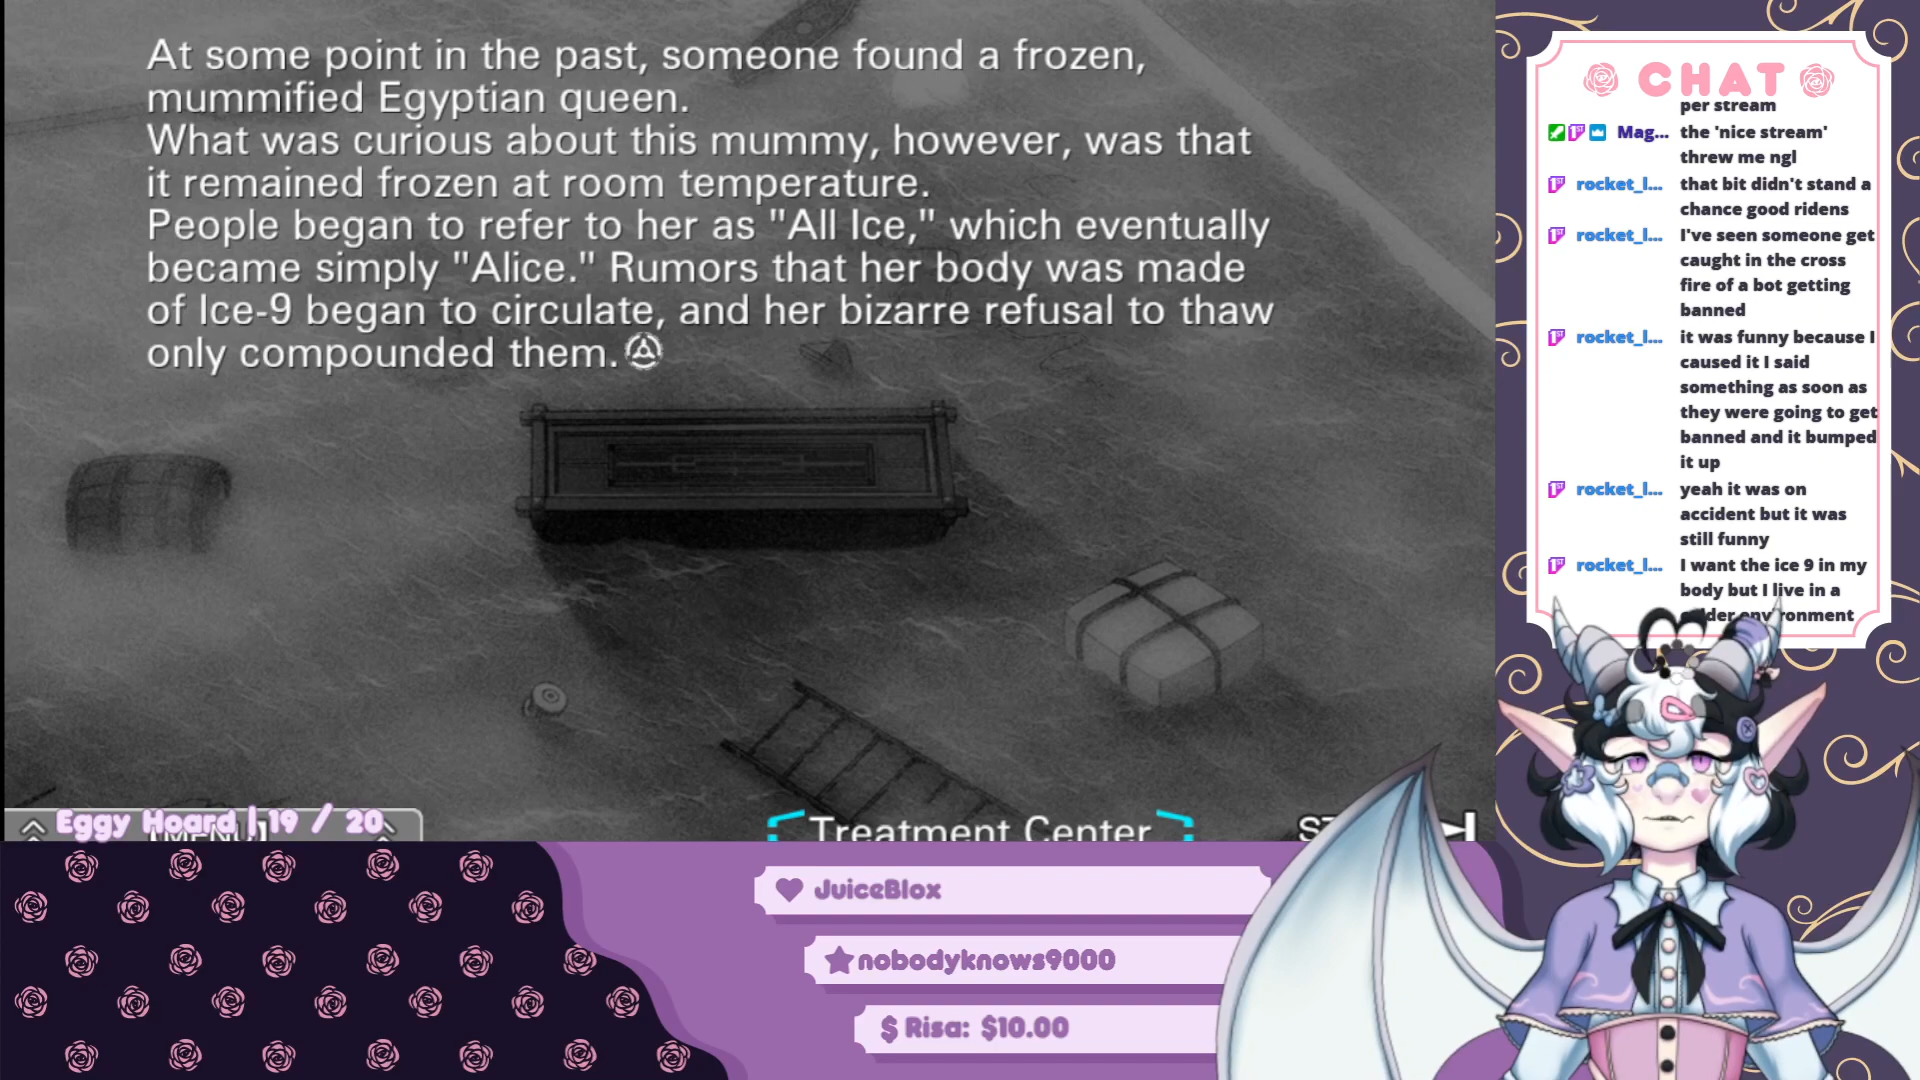 At some point in the past, someone found a frozen,
mummified Egyptian queen.
What was curious about this mummy, however, was that
it remained frozen at room temperature.
People began to refer to her as "All Ice," which eventually
became simply "Alice." Rumors that her body was made
of Ice-9 began to circulate, and her bizarre refusal to thaw
only compounded them.
Eggy Hoard | 19 / 20
Treatment Center
JuiceBlox
nobodyknows9000
$ Risa: $10.00
CHAT
per stream
Mag... the 'nice stream'
threw me ngl
rocket_l... that bit didn't stand a
chance good ridens
rocket_l... I've seen someone get
caught in the cross
fire of a bot getting
banned
rocket_l... it was funny because I
caused it I said
something as soon as
they were going to get
banned and it bumped
it up
rocket_l... yeah it was on
accident but it was
still funny
rocket_l... I want the ice 9 in my
body but I live in a